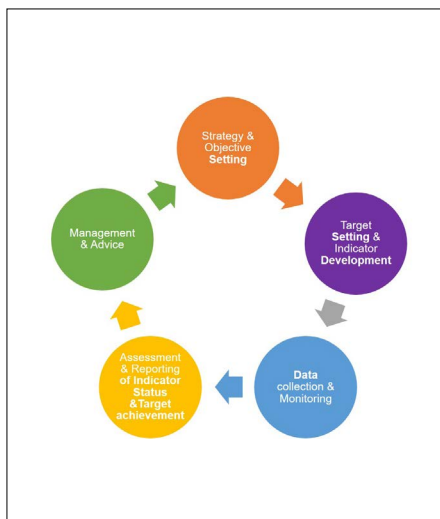 Strategy &
Objective
Setting
Target
Setting &
Indicator
Development
Data
collection &
Monitoring
Assessment
& Reporting
of Indicator
Status
&Target
achievement
Management
& Advice